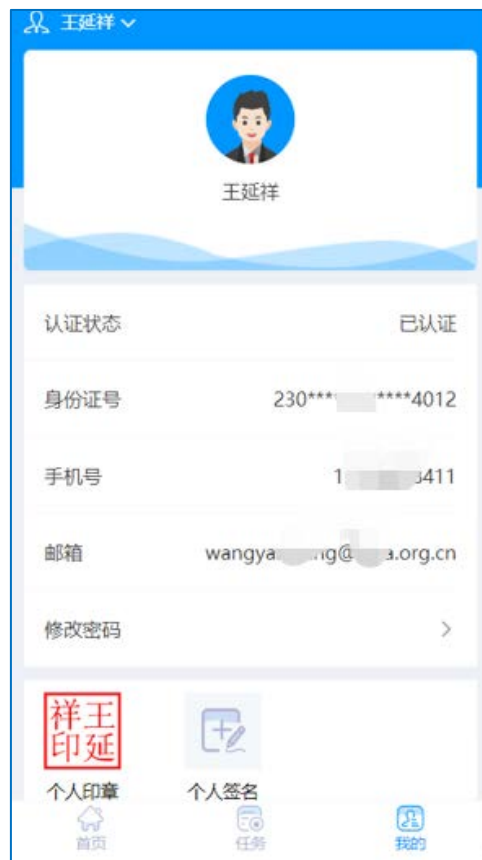 王延祥
王延祥
认证状态 已认证
身份证号 230*** ****4012
手机号 1 3411
邮箱 wangya ng@ a.org.cn
修改密码
祥王
印延
个人印章 个人签名
首页 任务 我的